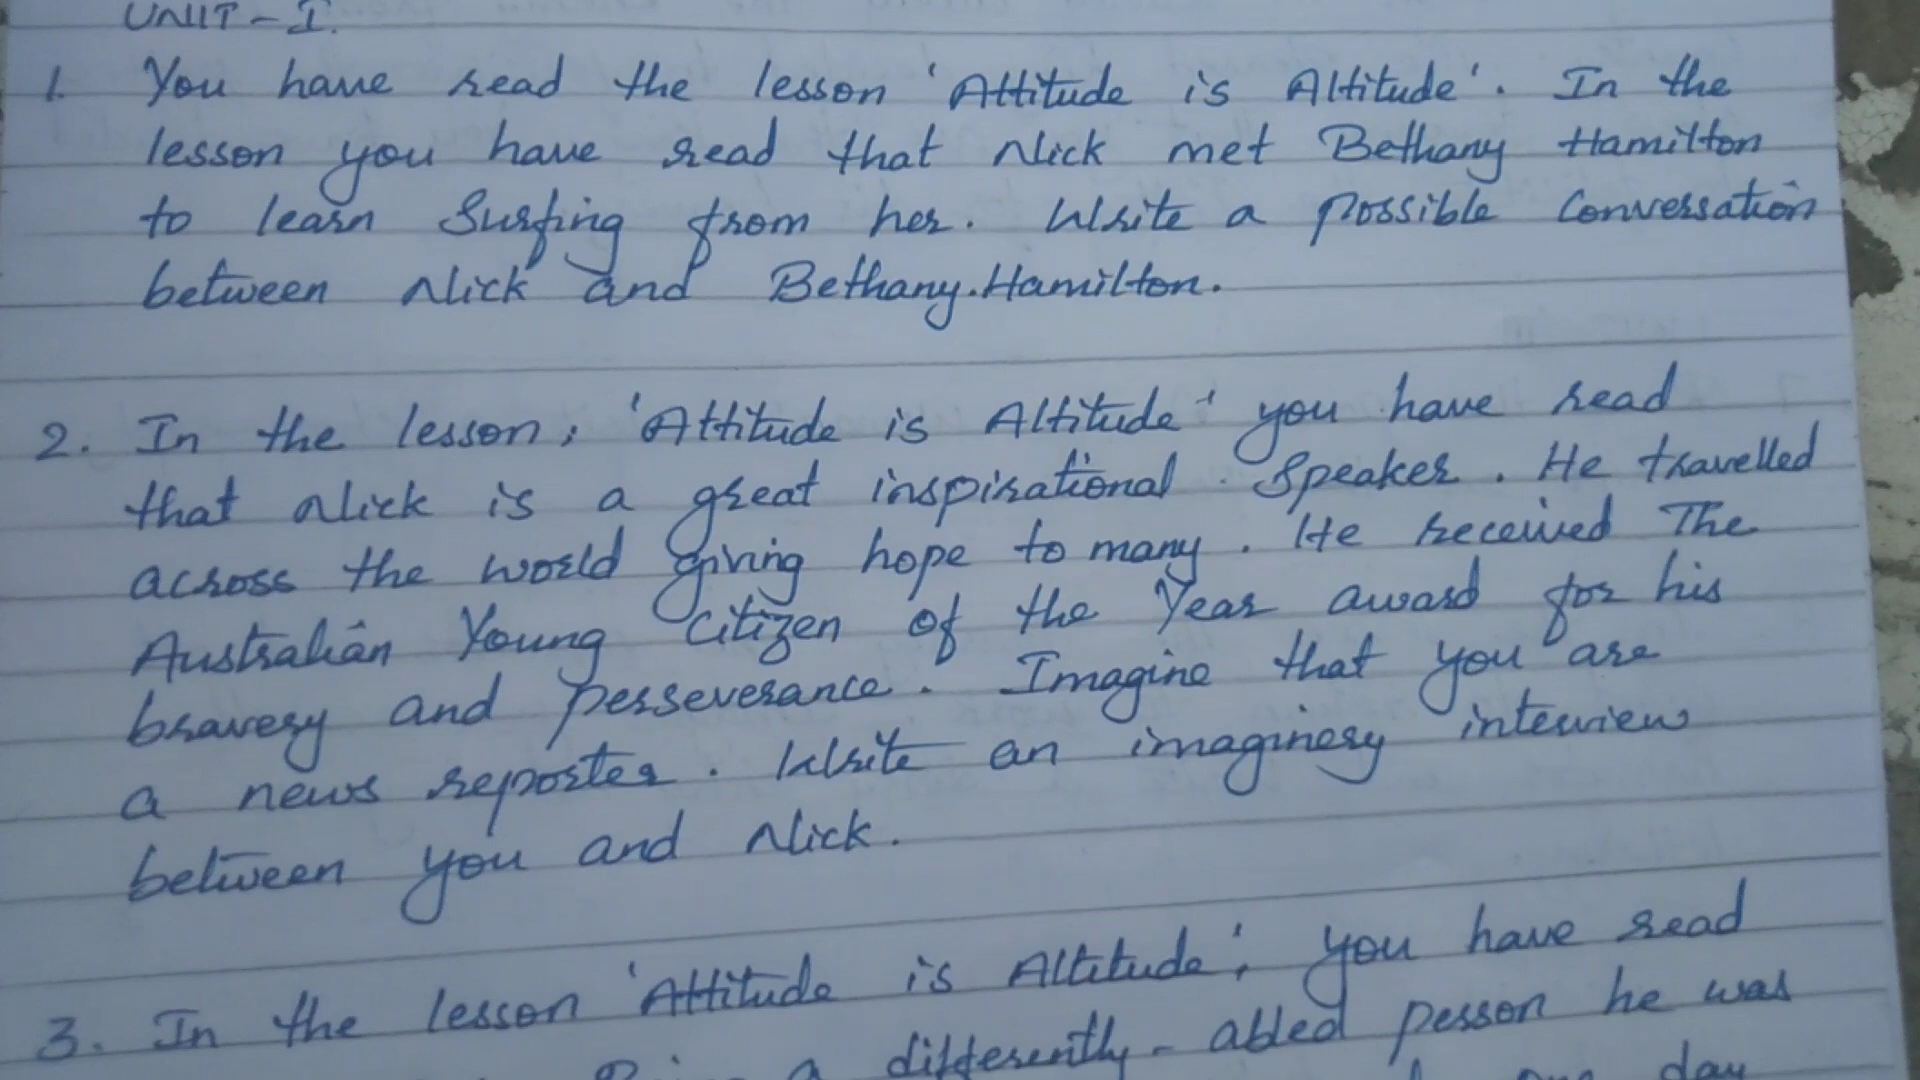 UNIT - I.
1. You have read the lesson 'Attitude is Altitude'. In the
lesson you have read that Nick met Bethany Hamilton
to learn Surfing from her. Write a possible Conversation
between Nick and Bethany.Hamilton.
2. In the lesson, 'Attitude is Altitude' you have read
that Nick is a great inspirational Speaker. He travelled
across the world giving hope to many. He received The
Australian Young Citizen of the Year award for his
bravery and perseverance. Imagine that you are
a news reporter. Write an imaginery interview
between you and Nick.
3. In the lesson 'Attitude is Altitude', you have read
a differently-abled person he was
one day